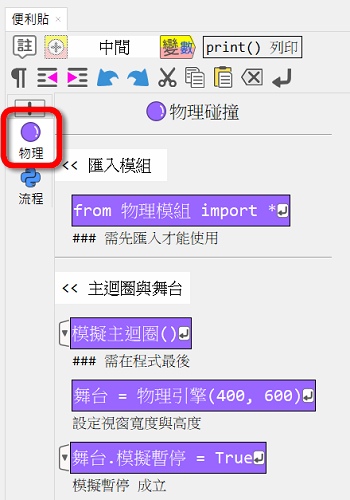 便利貼 ×
註 中間 變數 print() 列印
物理碰撞
物理
流程
<< 匯入模組
from 物理模組 import *
### 需先匯入才能使用
<< 主迴圈與舞台
模擬主迴圈()
### 需在程式最後
舞台 = 物理引擎(400, 600)
設定視窗寬度與高度
舞台.模擬暫停 = True
模擬暫停 成立